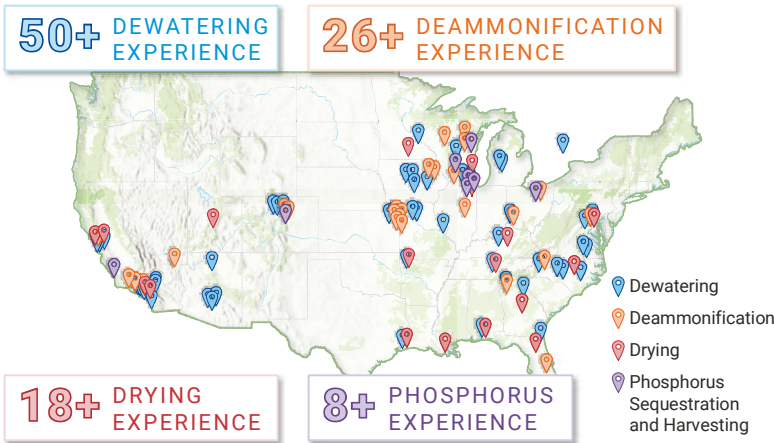 50+ DEWATERING
EXPERIENCE
26+ DEAMMONIFICATION
EXPERIENCE
Dewatering
Deammonification
Drying
Phosphorus
Sequestration
and Harvesting
18+ DRYING
EXPERIENCE
8+ PHOSPHORUS
EXPERIENCE